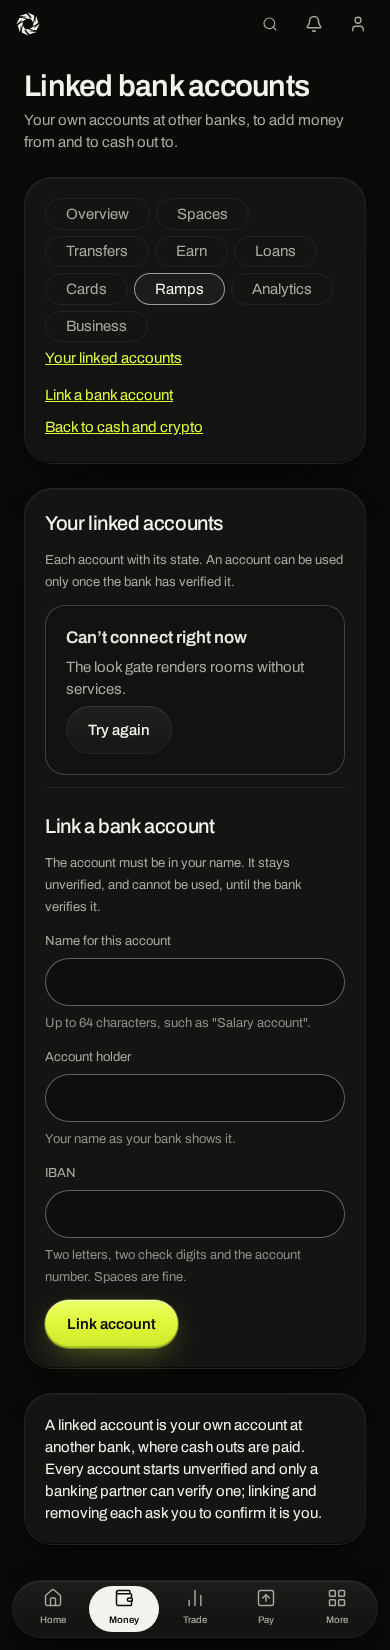 Linked bank accounts
Your own accounts at other banks, to add money
from and to cash out to.
Overview
Spaces
Transfers
Earn
Loans
Cards
Ramps
Analytics
Business
Your linked accounts
Link a bank account
Back to cash and crypto
Your linked accounts
Each account with its state. An account can be used
only once the bank has verified it.
Can’t connect right now
The look gate renders rooms without
services.
Try again
Link a bank account
The account must be in your name. It stays
unverified, and cannot be used, until the bank
verifies it.
Name for this account
Up to 64 characters, such as "Salary account".
Account holder
Your name as your bank shows it.
IBAN
Two letters, two check digits and the account
number. Spaces are fine.
Link account
A linked account is your own account at
another bank, where cash outs are paid.
Every account starts unverified and only a
banking partner can verify one; linking and
removing each ask you to confirm it is you.
Home
Money
Trade
Pay
More